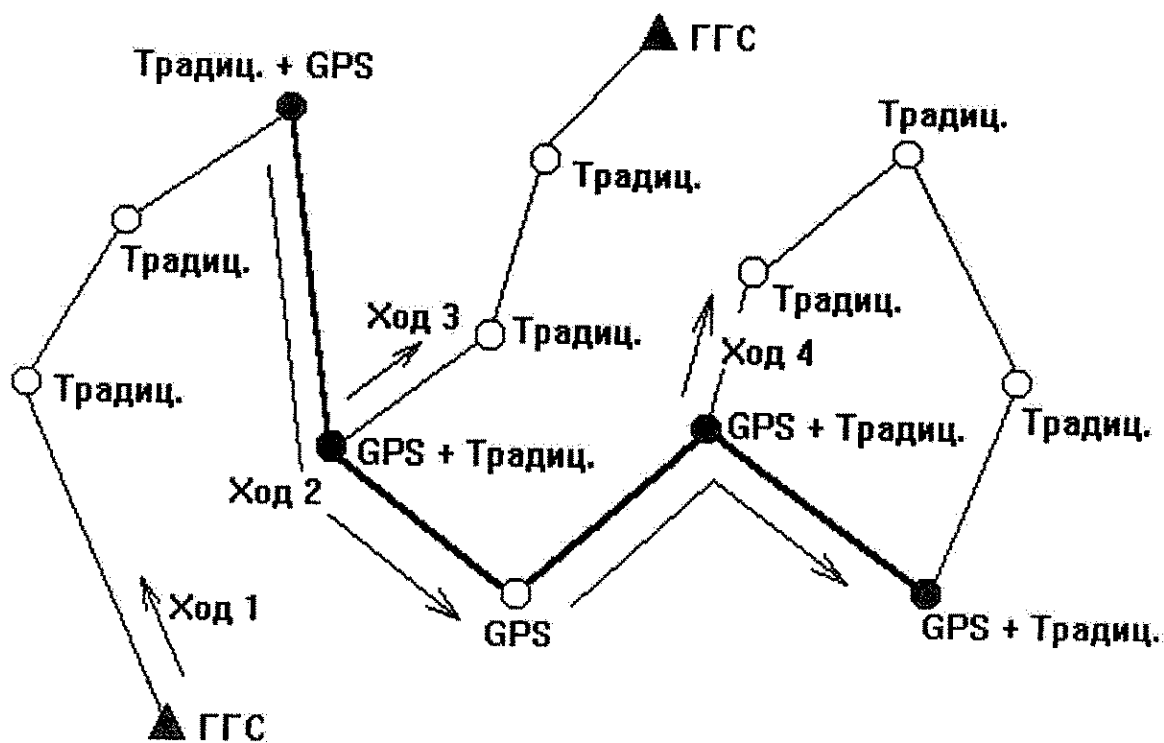 ГГС
Традиц. + GPS
Традиц.
Традиц.
Традиц.
Традиц.
Ход 3
Традиц.
Ход 4
Традиц.
Традиц.
GPS + Традиц.
GPS + Традиц.
Ход 2
Ход 1
GPS
GPS + Традиц.
ГГС